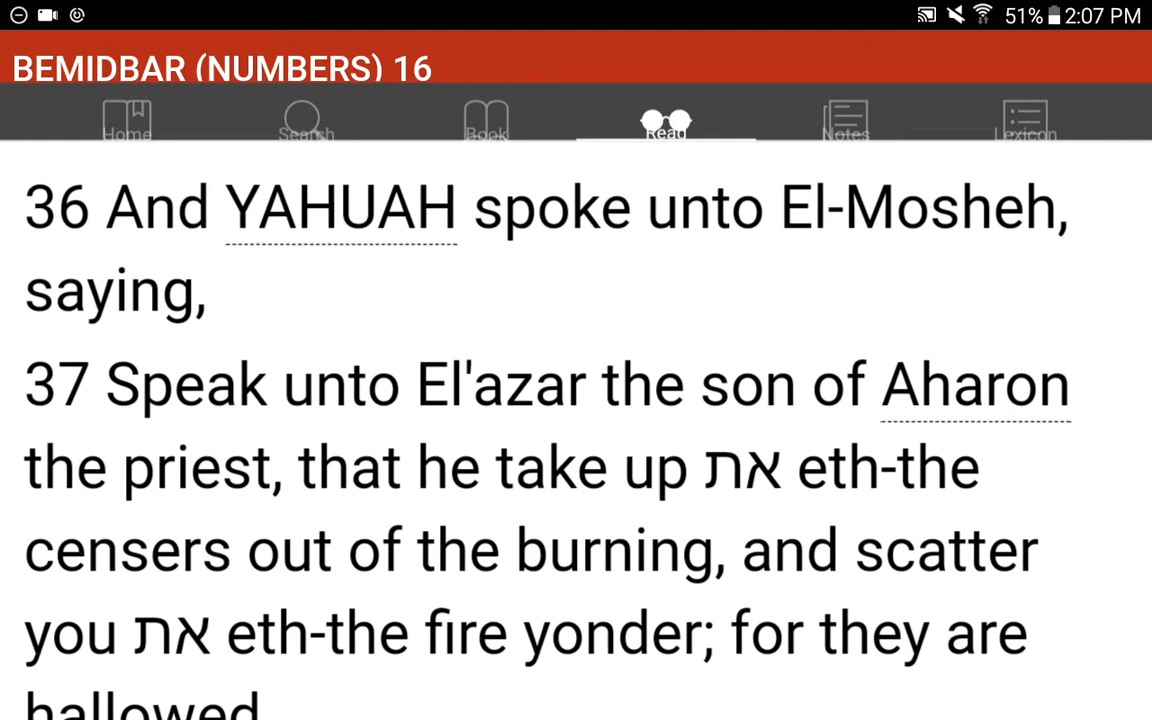 51% 2:07 PM
BEMIDBAR (NUMBERS) 16
Home Search Book Read Notes Lexicon
36 And YAHUAH spoke unto El-Mosheh,
saying,
37 Speak unto El'azar the son of Aharon
the priest, that he take up את eth-the
censers out of the burning, and scatter
you את eth-the fire yonder; for they are
hallowed